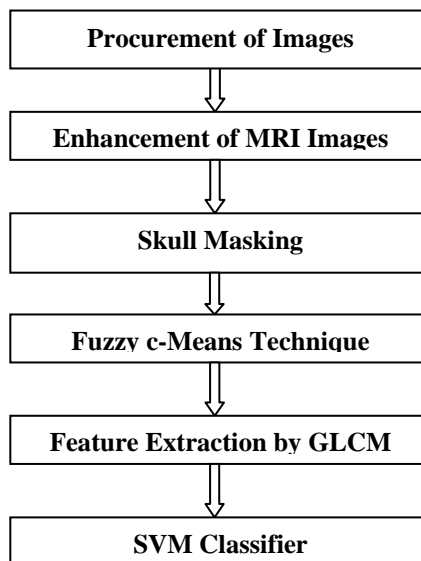 Procurement of Images
Enhancement of MRI Images
Skull Masking
Fuzzy c-Means Technique
Feature Extraction by GLCM
SVM Classifier